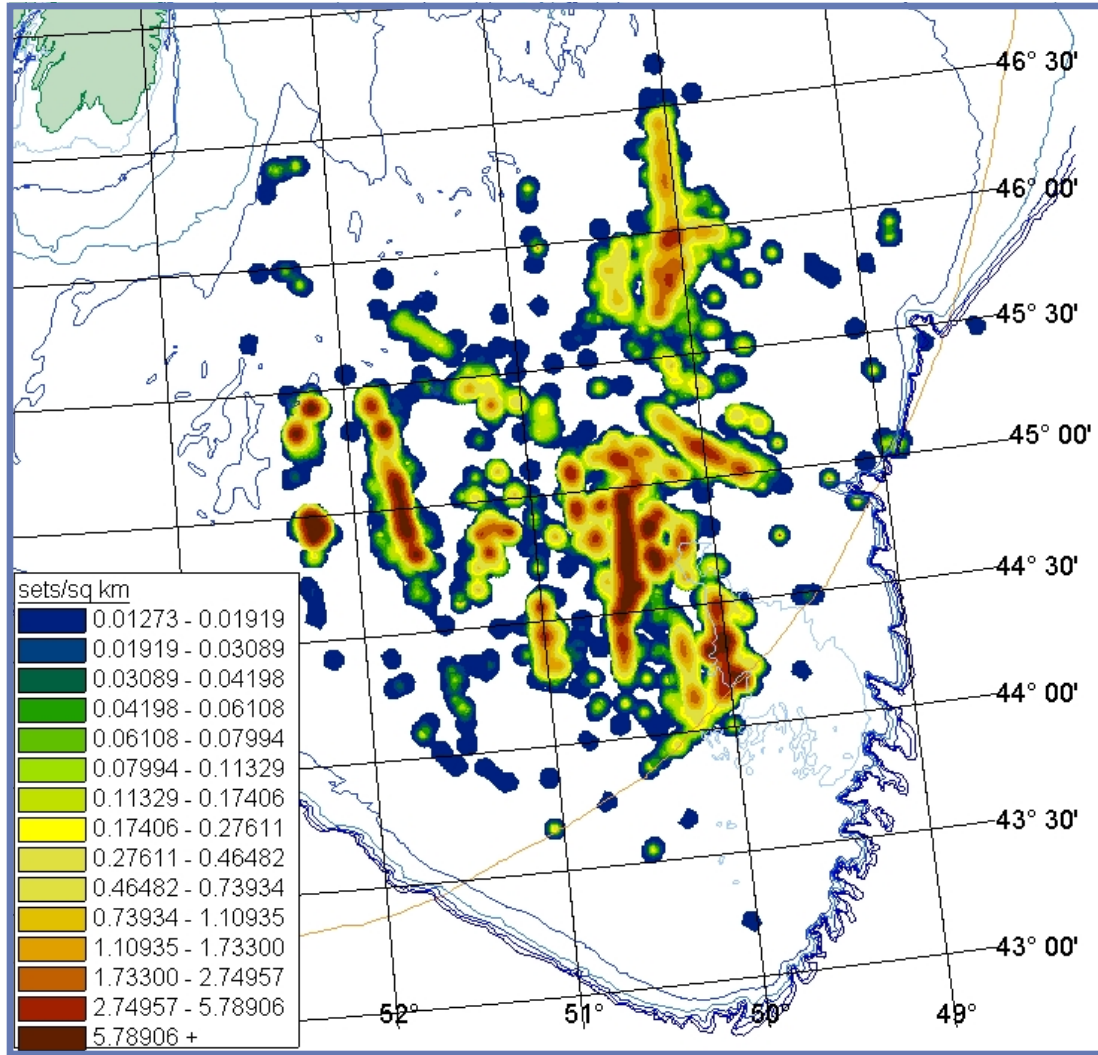 46° 30'
46° 00'
45° 30'
45° 00'
44° 30'
44° 00'
43° 30'
43° 00'
sets/sq km
0.01273 - 0.01919
0.01919 - 0.03089
0.03089 - 0.04198
0.04198 - 0.06108
0.06108 - 0.07994
0.07994 - 0.11329
0.11329 - 0.17406
0.17406 - 0.27611
0.27611 - 0.46482
0.46482 - 0.73934
0.73934 - 1.10935
1.10935 - 1.73300
1.73300 - 2.74957
2.74957 - 5.78906
5.78906 +
52° 51° 50° 49°